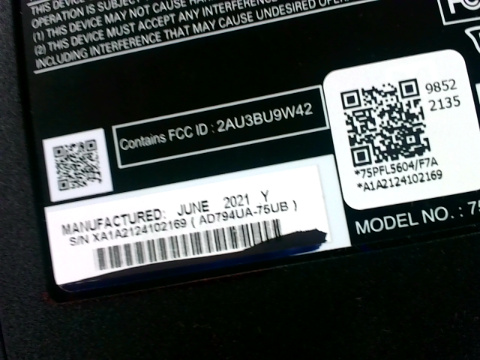 THIS DEVICE
OPERATION IS SUBJECT
(1) THIS DEVICE MAY NOT CAUSE
(2) THIS DEVICE MUST ACCEPT ANY INTERFERENCE
INCLUDING INTERFERENCE THAT MAY CAUSE UNDESIRED
Contains FCC ID : 2AU3BU9W42
9852
2135
*75PFL5604/F7A
*A1A2124102169
MANUFACTURED: JUNE 2021 Y
S/N XA1A2124102169 ( AD794UA-75UB )
MODEL NO. : 75